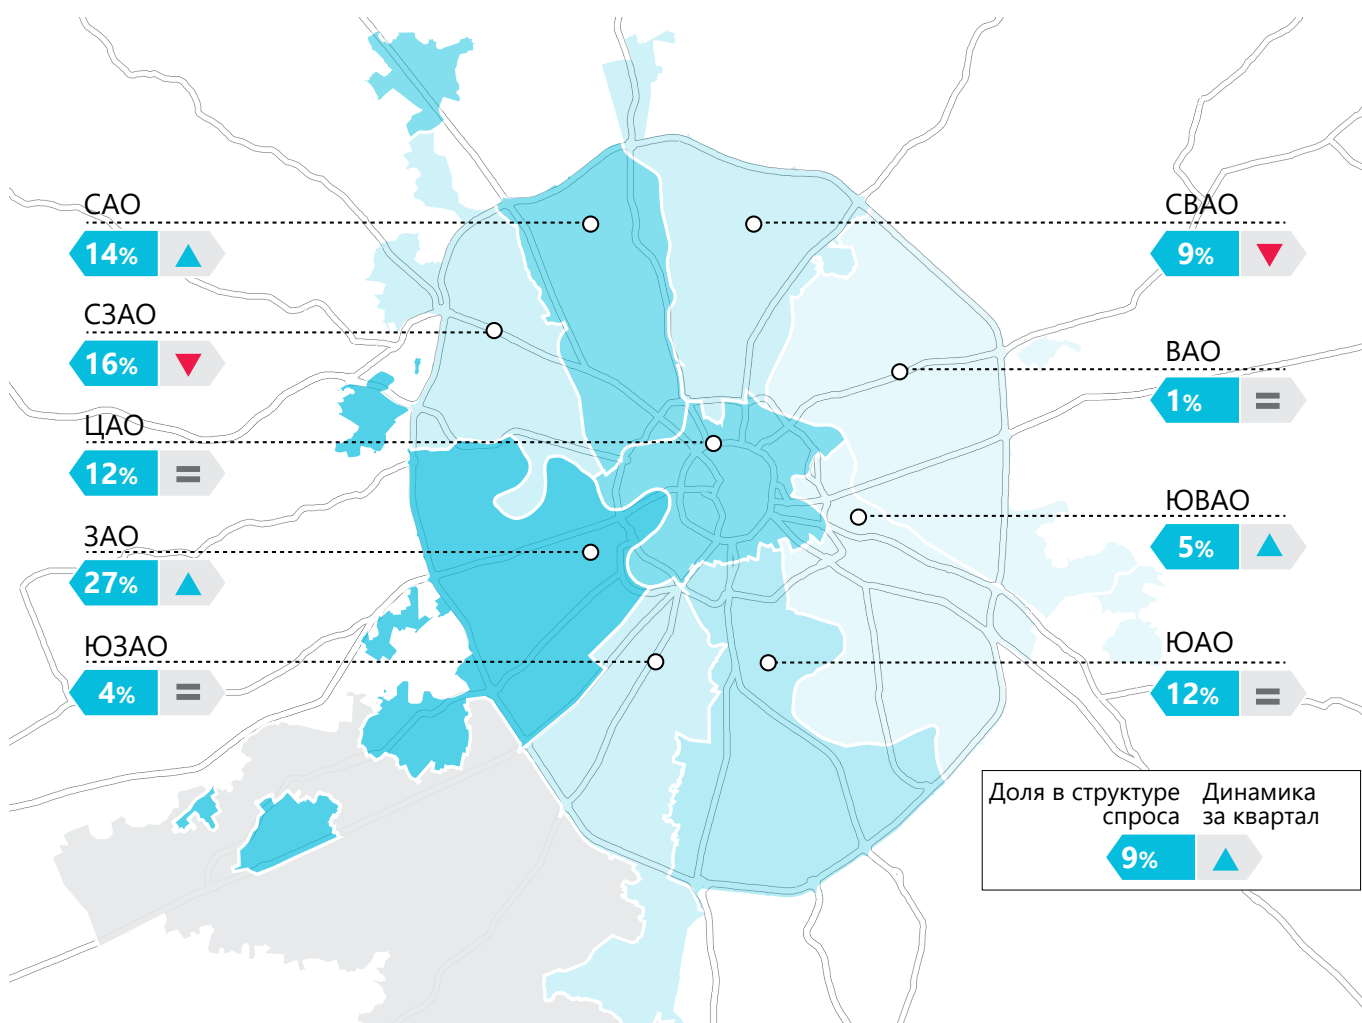 САО
14%
СЗАО
16%
ЦАО
12%
ЗАО
27%
ЮЗАО
4%
СВАО
9%
ВАО
1%
ЮВАО
5%
ЮАО
12%
Доля в структуре спроса
Динамика за квартал
9%